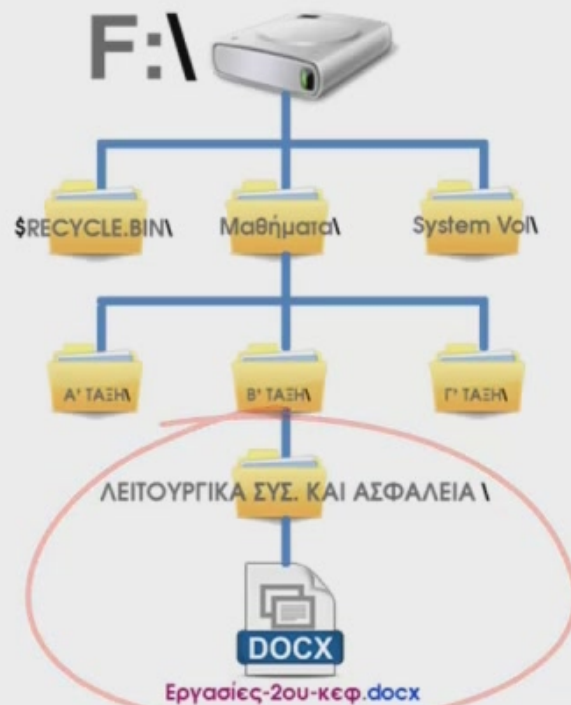 F:\
$RECYCLE.BIN\ Μαθήματα\ System Vol\
Α' ΤΑΞΗ\ Β' ΤΑΞΗ\ Γ' ΤΑΞΗ\
ΛΕΙΤΟΥΡΓΙΚΑ ΣΥΣ. ΚΑΙ ΑΣΦΑΛΕΙΑ \
DOCX
Εργασίες-2ου-κεφ.docx